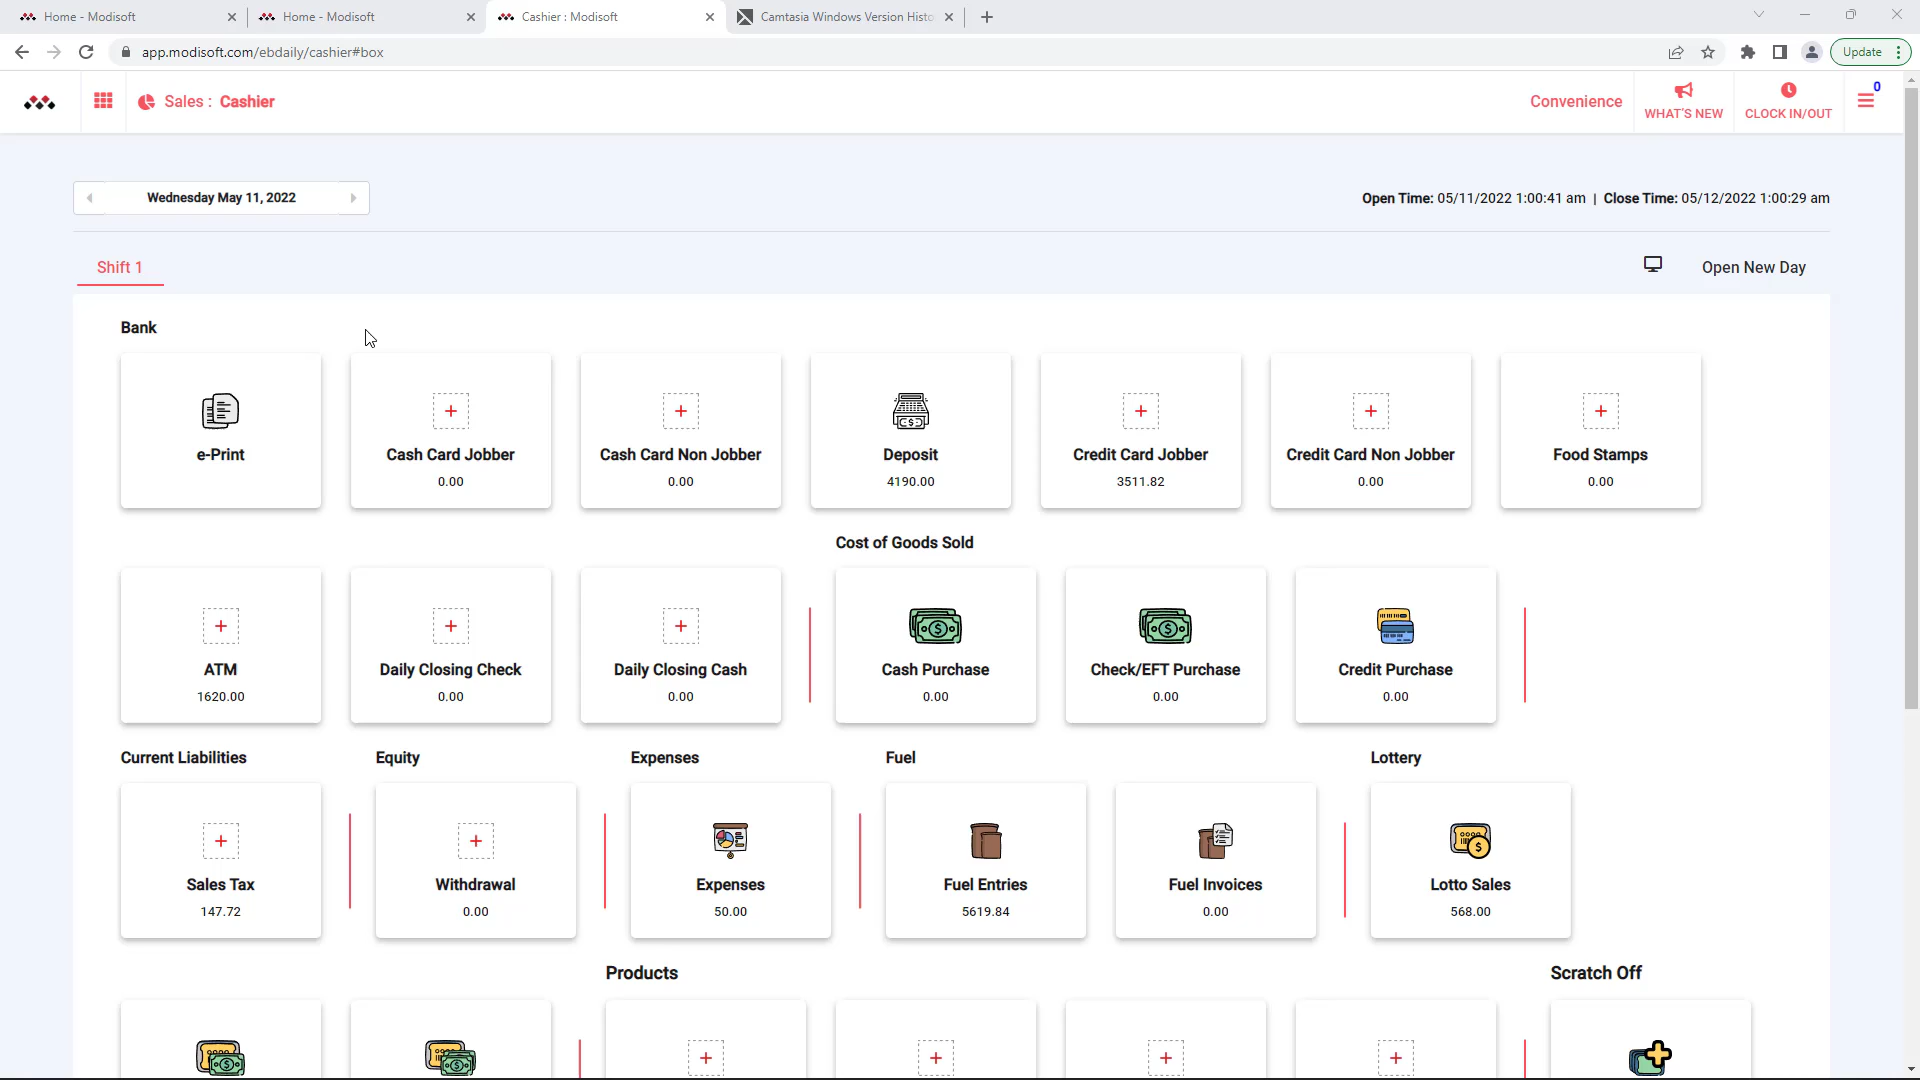 Home - Modisoft
Home - Modisoft
Cashier : Modisoft
Camtasia Windows Version Histo
app.modisoft.com/ebdaily/cashier#box
Update
Sales : Cashier
Convenience
WHAT'S NEW
CLOCK IN/OUT
0
Wednesday May 11, 2022
Open Time: 05/11/2022 1:00:41 am | Close Time: 05/12/2022 1:00:29 am
Shift 1
Open New Day
Bank
e-Print
Cash Card Jobber
0.00
Cash Card Non Jobber
0.00
Deposit
4190.00
Credit Card Jobber
3511.82
Credit Card Non Jobber
0.00
Food Stamps
0.00
Cost of Goods Sold
ATM
1620.00
Daily Closing Check
0.00
Daily Closing Cash
0.00
Cash Purchase
0.00
Check/EFT Purchase
0.00
Credit Purchase
0.00
Current Liabilities
Equity
Expenses
Fuel
Lottery
Sales Tax
147.72
Withdrawal
0.00
Expenses
50.00
Fuel Entries
5619.84
Fuel Invoices
0.00
Lotto Sales
568.00
Products
Scratch Off